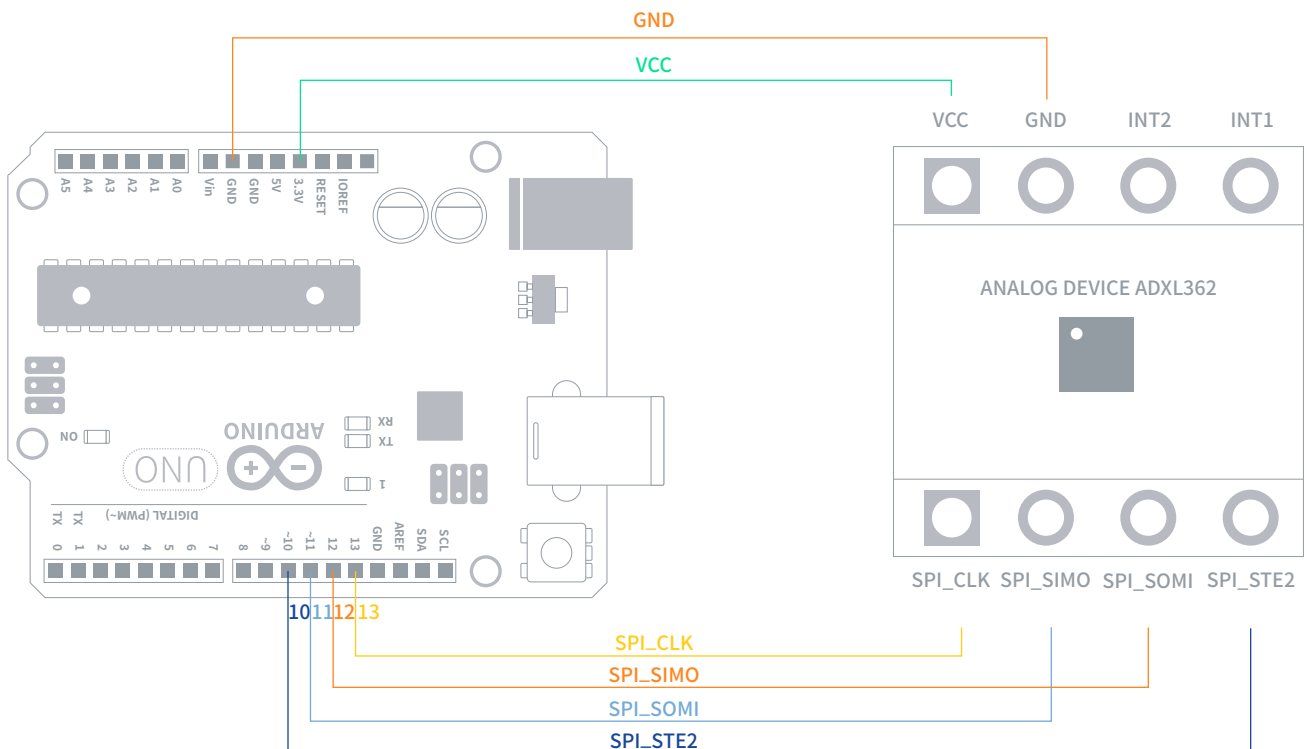 GND
VCC
VCC GND INT2 INT1
A5 A4 A3 A2 A1 A0 Vin GND GND 5V 3.3V RESET IOREF
ANALOG DEVICE ADXL362
RX
ARDUINO
ON
TX
UNO
1
TX TX DIGITAL (PWM~)
0 1 2 3 4 5 6 7 8 ~9 ~10 ~11 12 13 GND AREF SDA SCL
SPI_CLK SPI_SIMO SPI_SOMI SPI_STE2
10 11 12 13
SPI_CLK
SPI_SIMO
SPI_SOMI
SPI_STE2